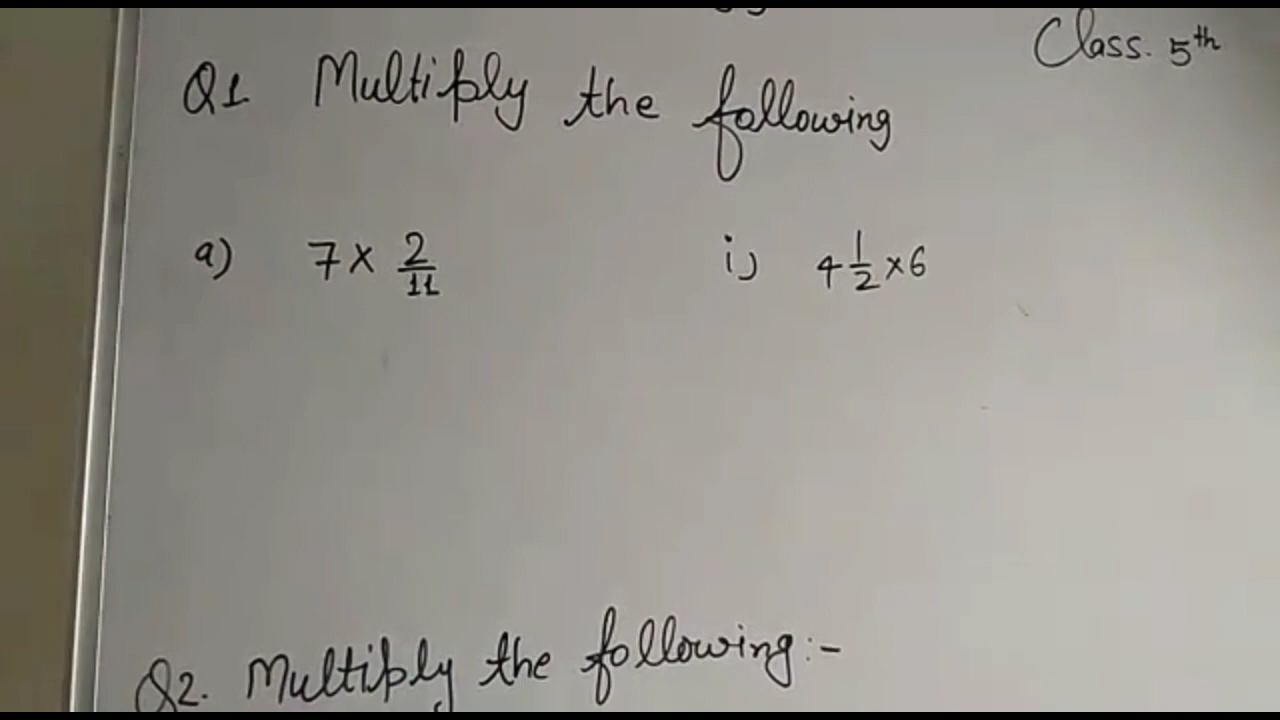 Class. 5th
Q1 Multiply the following
a) 7 × 2/11
i) 4 1/2 × 6
Q2. Multiply the following:-